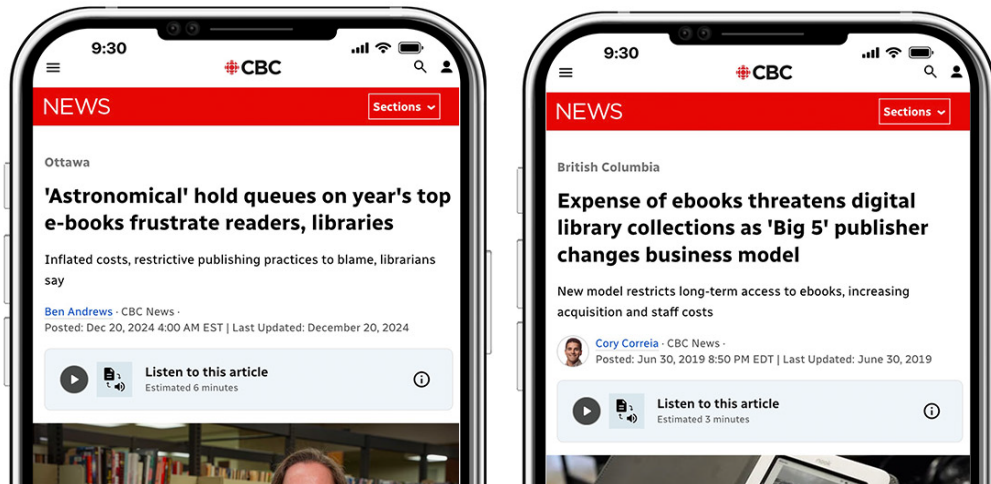 9:30
CBC
NEWS
Sections
Ottawa
'Astronomical' hold queues on year's top
e-books frustrate readers, libraries
Inflated costs, restrictive publishing practices to blame, librarians
say
Ben Andrews · CBC News ·
Posted: Dec 20, 2024 4:00 AM EST | Last Updated: December 20, 2024
Listen to this article
Estimated 6 minutes
9:30
CBC
NEWS
Sections
British Columbia
Expense of ebooks threatens digital
library collections as 'Big 5' publisher
changes business model
New model restricts long-term access to ebooks, increasing
acquisition and staff costs
Cory Correia · CBC News ·
Posted: Jun 30, 2019 8:50 PM EDT | Last Updated: June 30, 2019
Listen to this article
Estimated 3 minutes